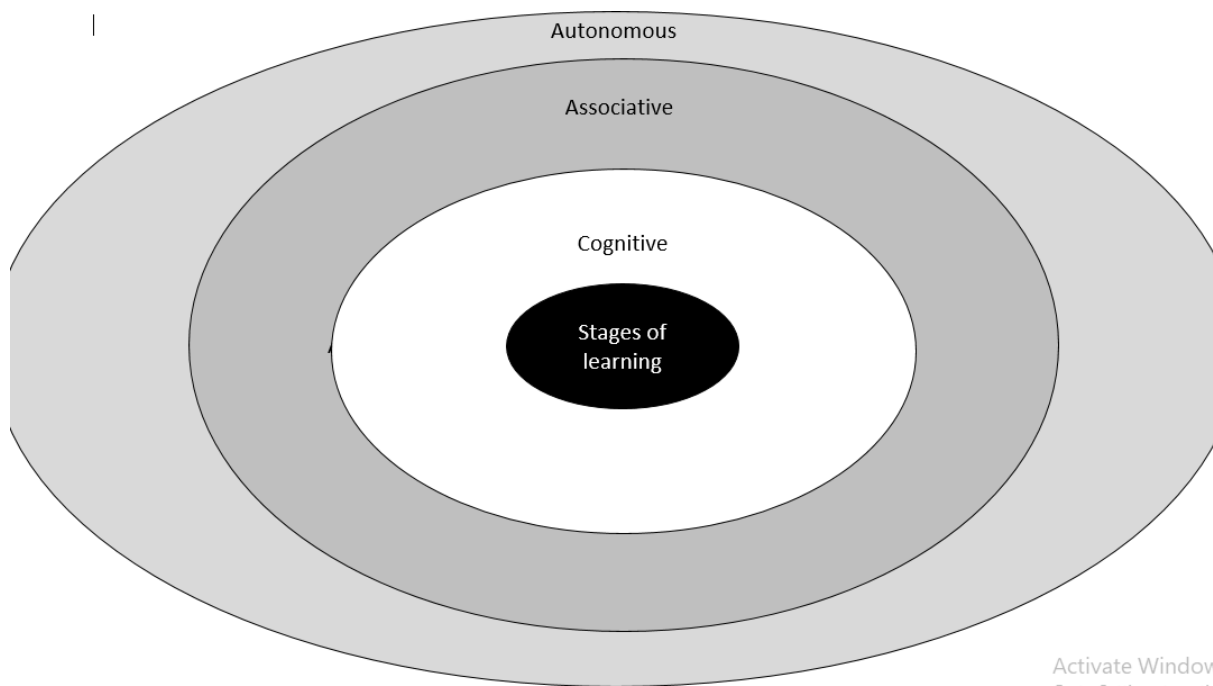 Autonomous
Associative
Cognitive
Stages of
learning
Activate Window